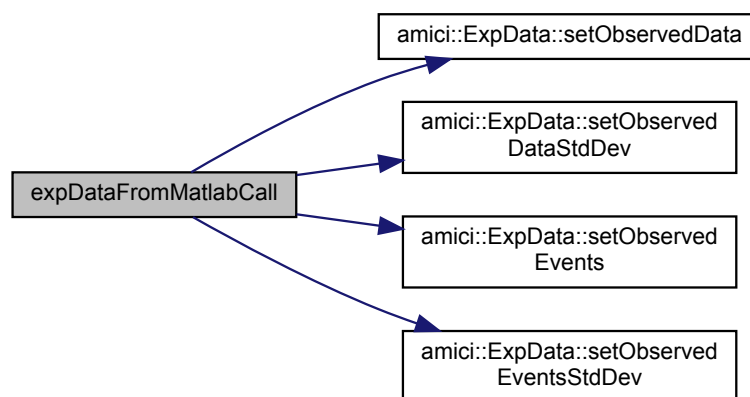 amici::ExpData::setObservedData
amici::ExpData::setObserved
DataStdDev
expDataFromMatlabCall
amici::ExpData::setObserved
Events
amici::ExpData::setObserved
EventsStdDev